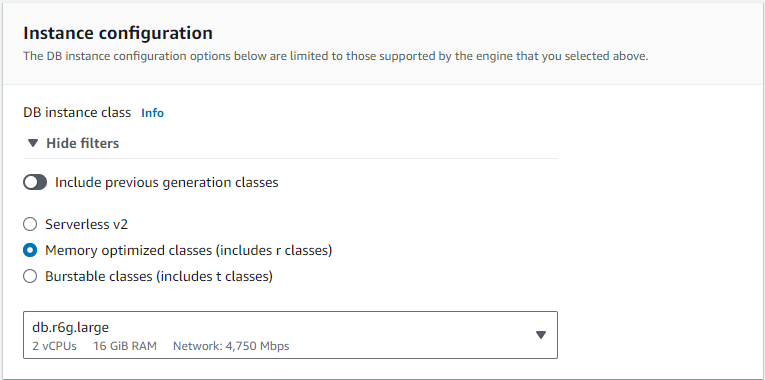 Instance configuration
The DB instance configuration options below are limited to those supported by the engine that you selected above.
DB instance class Info
Hide filters
Include previous generation classes
Serverless v2
Memory optimized classes (includes r classes)
Burstable classes (includes t classes)
db.r6g.large
2 vCPUs 16 GiB RAM Network: 4,750 Mbps